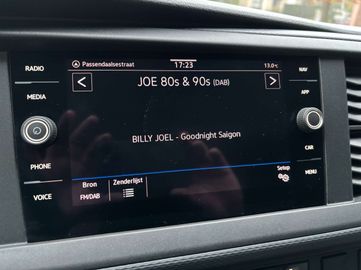 RADIO
MEDIA
PHONE
VOICE
Passendaalsestraat
17:23
13.0°C
JOE 80s & 90s (DAB)
BILLY JOEL - Goodnight Saigon
Bron
FM/DAB
Zenderlijst
Setup
NAV
APP
CAR
MENU